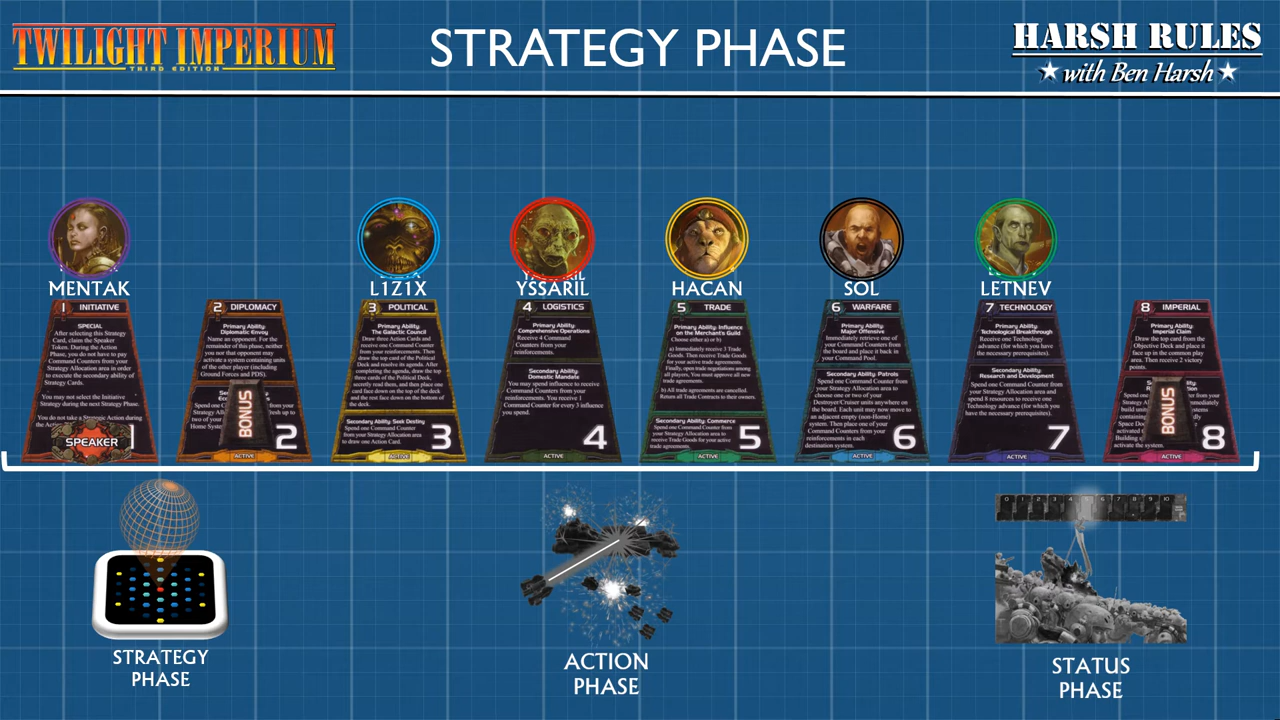 TWILIGHT IMPERIUM
THIRD EDITION
STRATEGY PHASE
HARSH RULES
with Ben Harsh
MENTAK
L1Z1X
YSSARIL
HACAN
SOL
LETNEV
1 INITIATIVE
SPECIAL
After selecting this Strategy
Card, claim the Speaker
Token. During the Action
Phase, you do not have to pay
Command Counters from your
Strategy Allocation area in
order to execute the
secondary ability of
Strategy Cards.
You may not select the Initiative
Strategy during the next Strategy Phase.
You do not take a Strategic Action during
the
SPEAKER
1
2 DIPLOMACY
Primary Ability:
Diplomatic Envoy
Name an opponent. For the
remainder of this phase, neither
you nor that opponent may
activate a system containing units
of the other player (including
Ground Forces and PDS).
BONUS
2
ACTIVE
3 POLITICAL
Primary Ability:
The Galactic Council
Draw three Action Cards and
receive one Command Counter
from your reinforcements. Then
draw the top card of the Political
Deck and resolve its agenda. After
completing the agenda, draw the top
three cards of the Political Deck,
secretly read them, and then place one
card face down on the top of the deck
and the rest face down on the bottom of
the deck.
Secondary Ability: Seek Destiny
Spend one Command Counter
from your Strategy Allocation area
to draw one Action Card.
3
ACTIVE
4 LOGISTICS
Primary Ability:
Comprehensive Operations
Receive 4 Command
Counters from your
reinforcements.
Secondary Ability:
Domestic Mandate
You may spend influence to receive
Command Counters from your
reinforcements. You receive 1
Command Counter for every 3 influence
you spend.
4
ACTIVE
5 TRADE
Primary Ability: Influence
on the Merchant's Guild
Choose either a) or b)
a) Immediately receive 3 Trade
Goods. Then receive Trade Goods
for your active trade agreements.
Finally, open trade negotiations among
all players. You must approve all new
trade agreements.
b) All trade agreements are cancelled.
Return all Trade Contracts to their owners.
Secondary Ability: Commerce
Spend one Command Counter
from your Strategy Allocation area to
receive Trade Goods for your active
trade agreements.
5
ACTIVE
6 WARFARE
Primary Ability:
Major Offensive
Immediately retrieve one of
your Command Counters from
the board and place it back in
your Command Pool.
Secondary Ability: Patrols
Spend one Command Counter from
your Strategy Allocation area to
choose one or two of your
Destroyer/Cruiser units anywhere on
the board. Each unit may now move to
an adjacent empty (non-Home)
system. Then place one of your
Command Counters from your
reinforcements in each
destination system.
6
ACTIVE
7 TECHNOLOGY
Primary Ability:
Technological Breakthrough
Receive one Technology
advance (for which you have
the necessary prerequisites).
Secondary Ability:
Research and Development
Spend one Command Counter from
your Strategy Allocation area and
spend 8 resources to receive one
Technology advance (for which you
have the necessary prerequisites).
7
ACTIVE
8 IMPERIAL
Primary Ability:
Imperial Claim
Draw the top card from the
Objective Deck and place it
face up in the common play
area. Then receive 2 victory
points.
BONUS
8
ACTIVE
0 1 2 3 4 6 7 8 9 10
STRATEGY
PHASE
ACTION
PHASE
STATUS
PHASE